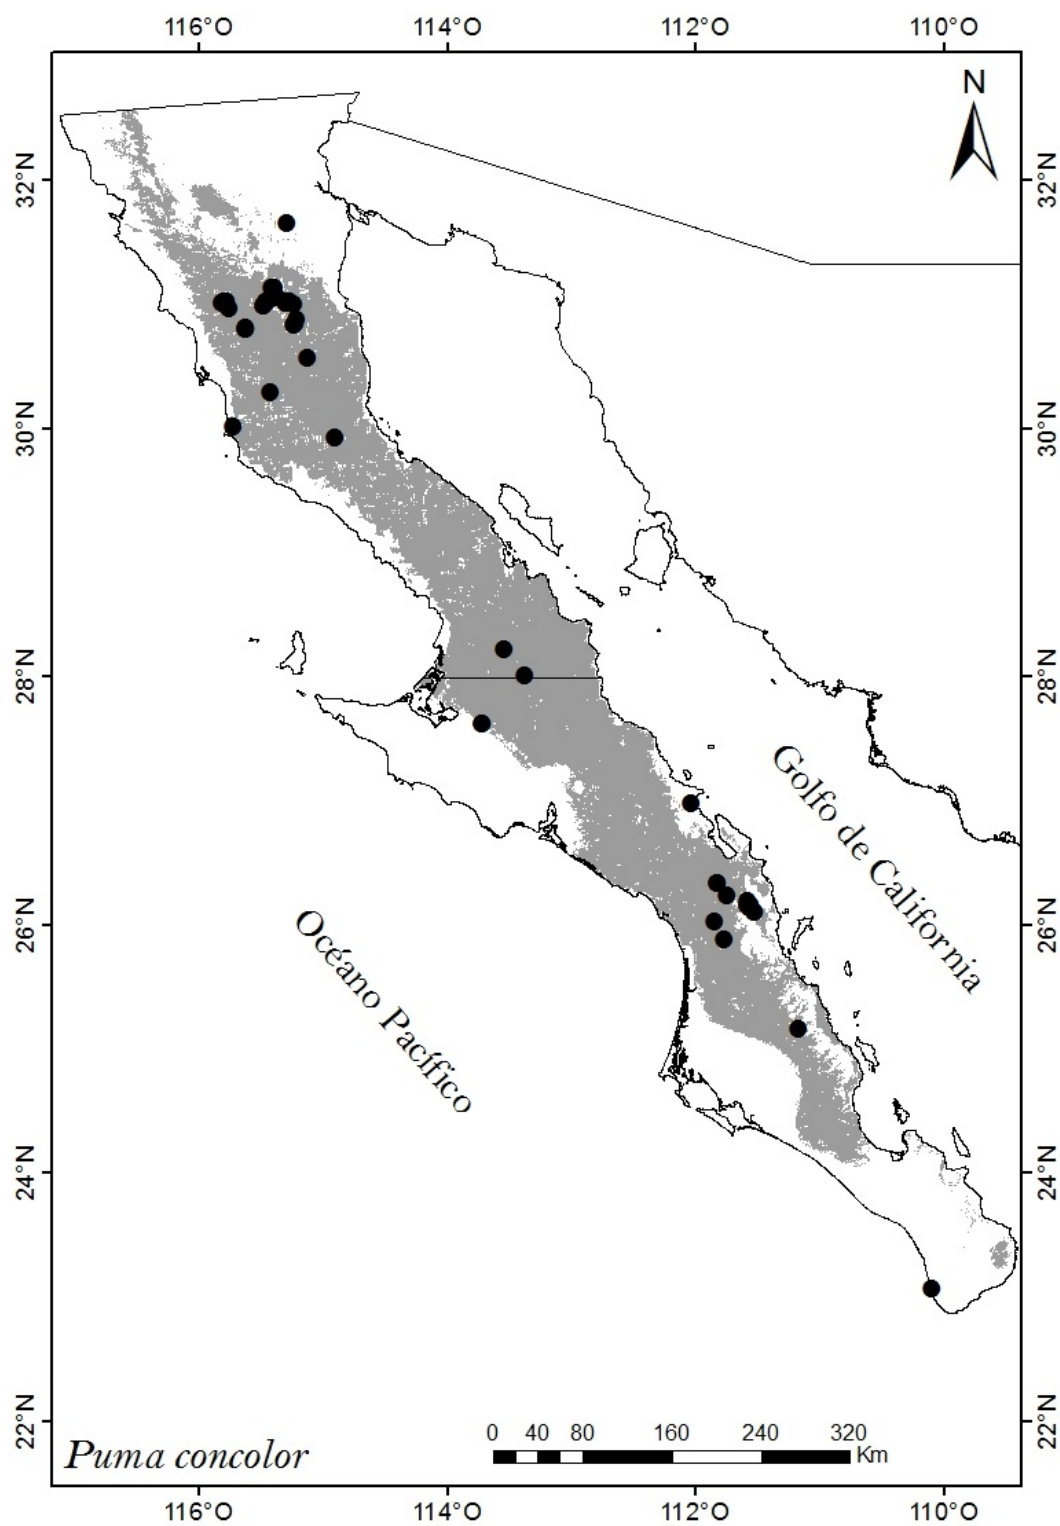 116°O 114°O 112°O 110°O
N
32°N 32°N
30°N 30°N
28°N 28°N
Golfo de California
26°N 26°N
Océano Pacífico
24°N 24°N
22°N 22°N
0 40 80 160 240 320
Km
Puma concolor
116°O 114°O 112°O 110°O